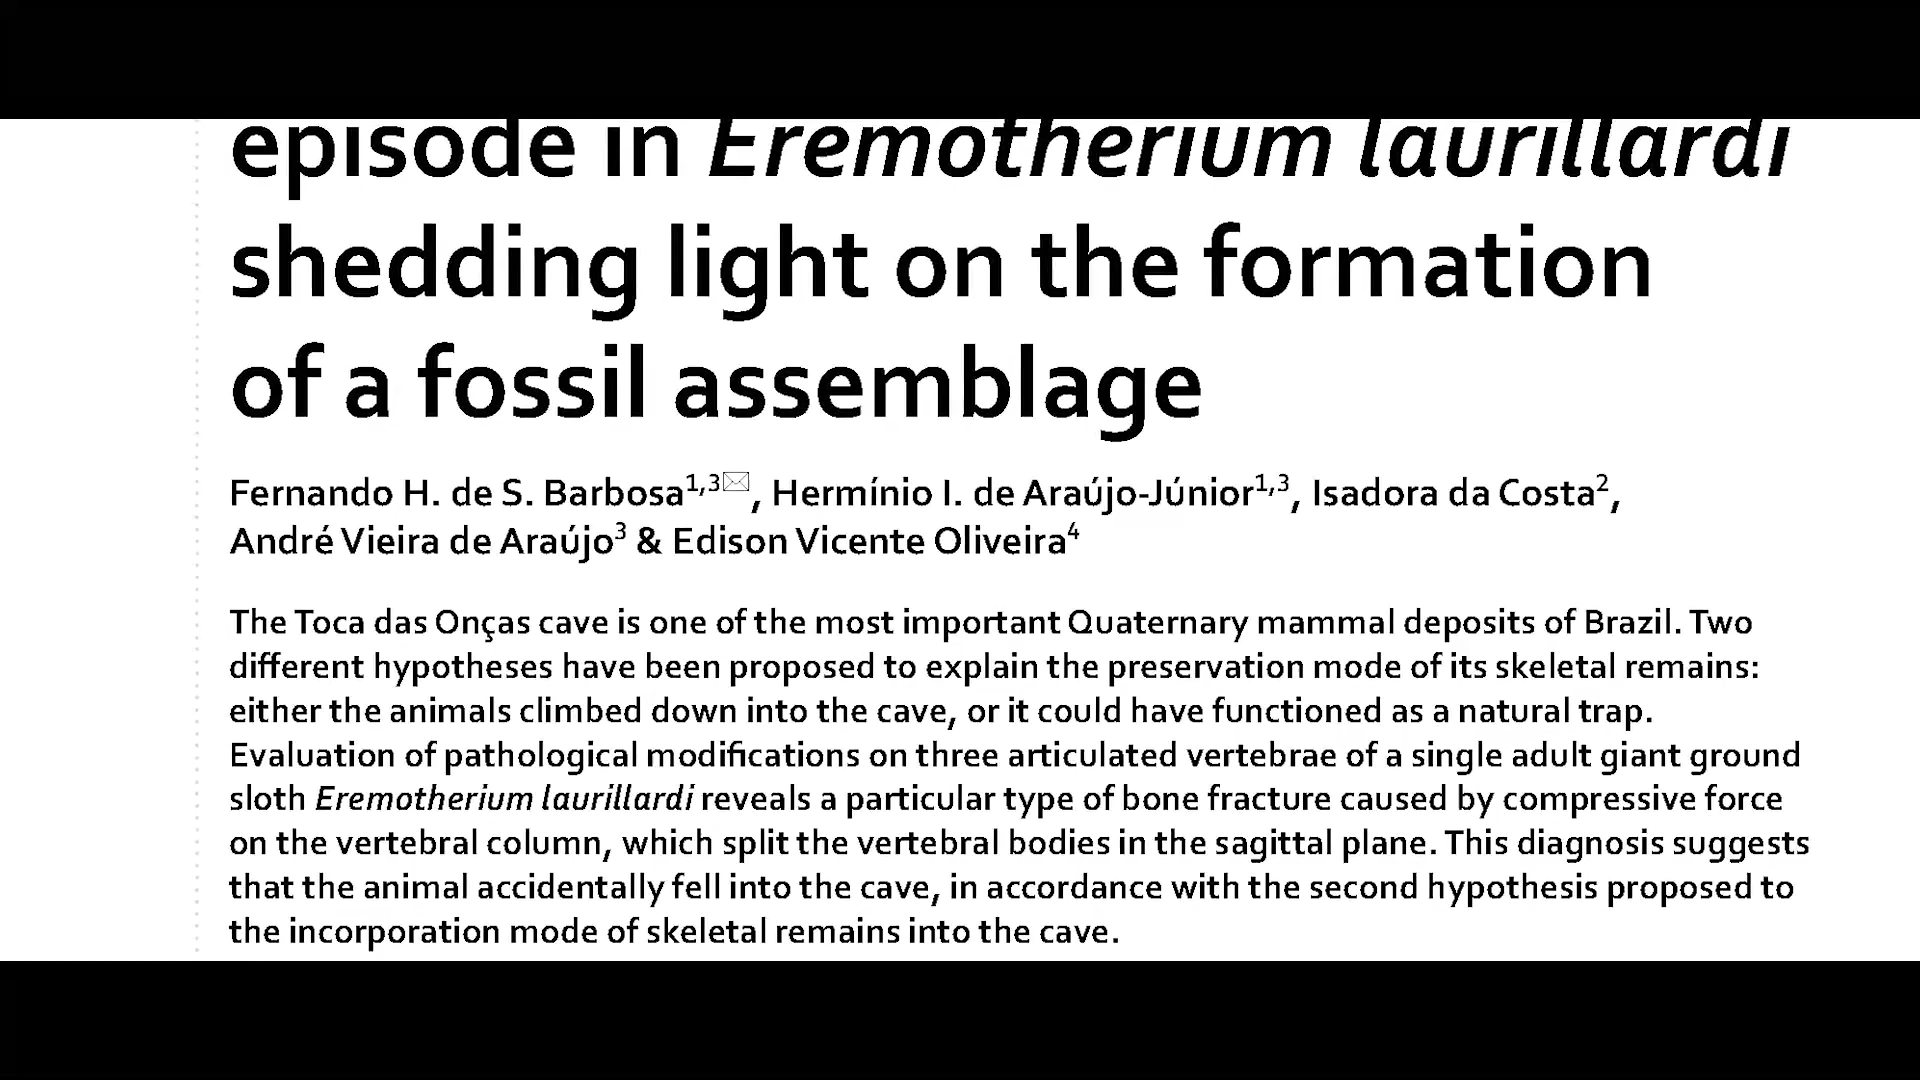 episode in Eremotherium laurillardi
shedding light on the formation
of a fossil assemblage
Fernando H. de S. Barbosa1,3✉, Hermínio I. de Araújo-Júnior1,3, Isadora da Costa2,
André Vieira de Araújo3 & Edison Vicente Oliveira4
The Toca das Onças cave is one of the most important Quaternary mammal deposits of Brazil. Two
different hypotheses have been proposed to explain the preservation mode of its skeletal remains:
either the animals climbed down into the cave, or it could have functioned as a natural trap.
Evaluation of pathological modifications on three articulated vertebrae of a single adult giant ground
sloth Eremotherium laurillardi reveals a particular type of bone fracture caused by compressive force
on the vertebral column, which split the vertebral bodies in the sagittal plane. This diagnosis suggests
that the animal accidentally fell into the cave, in accordance with the second hypothesis proposed to
the incorporation mode of skeletal remains into the cave.